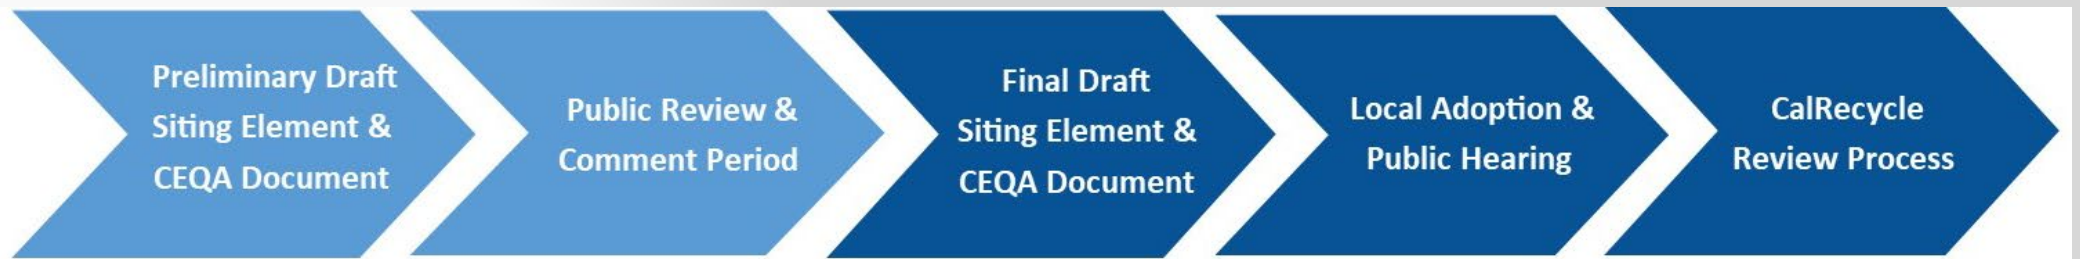 Preliminary Draft
Siting Element &
CEQA Document
Public Review &
Comment Period
Final Draft
Siting Element &
CEQA Document
Local Adoption &
Public Hearing
CalRecycle
Review Process